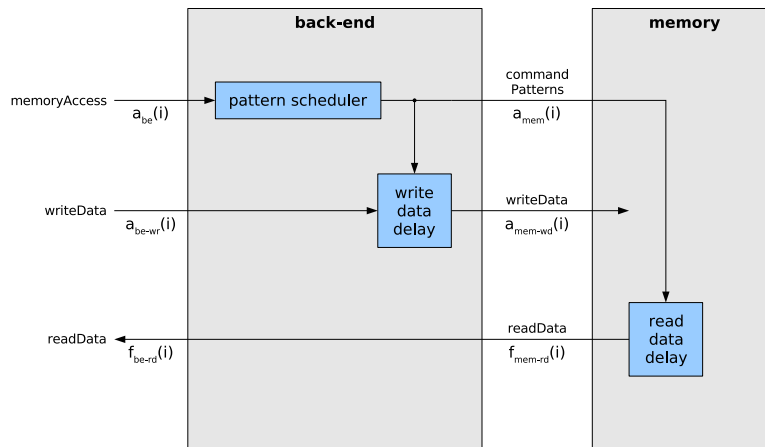 back-end
memory
memoryAccess
a_be(i)
pattern scheduler
command
Patterns
a_mem(i)
writeData
a_be-wr(i)
write
data
delay
writeData
a_mem-wd(i)
readData
f_be-rd(i)
readData
f_mem-rd(i)
read
data
delay